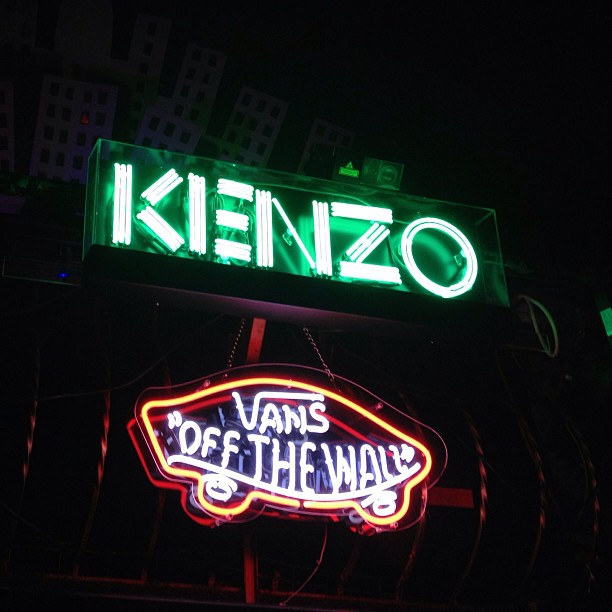 KENZO
VANS
"OFF THE WALL"